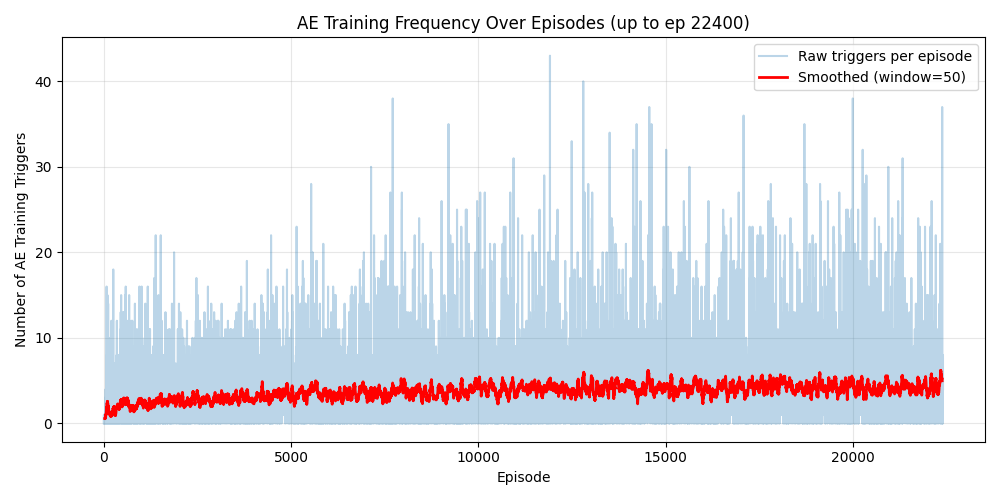 AE Training Frequency Over Episodes (up to ep 22400)
Raw triggers per episode
Smoothed (window=50)
Number of AE Training Triggers
40
30
20
10
0
0 5000 10000 15000 20000
Episode